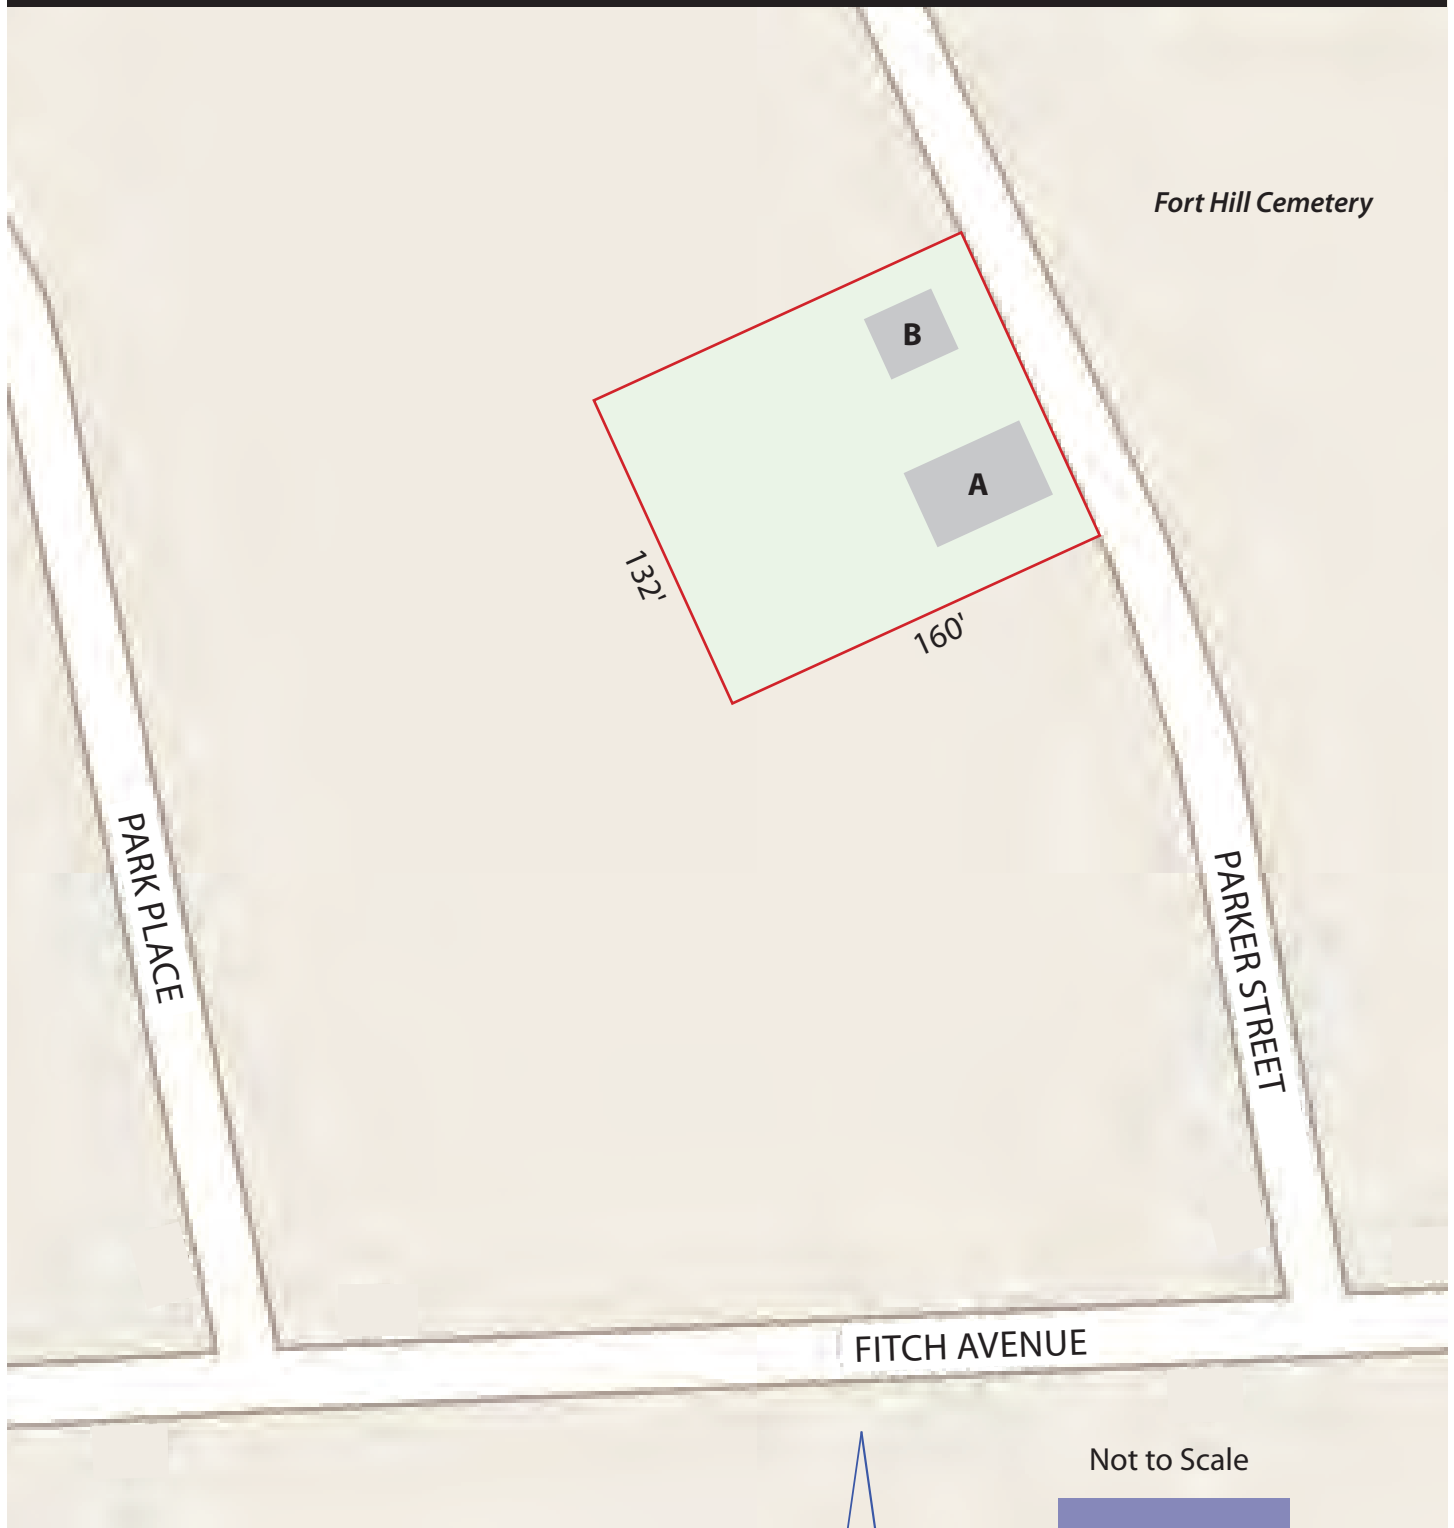 Fort Hill Cemetery
B
A
132'
160'
PARK PLACE
PARKER STREET
FITCH AVENUE
Not to Scale